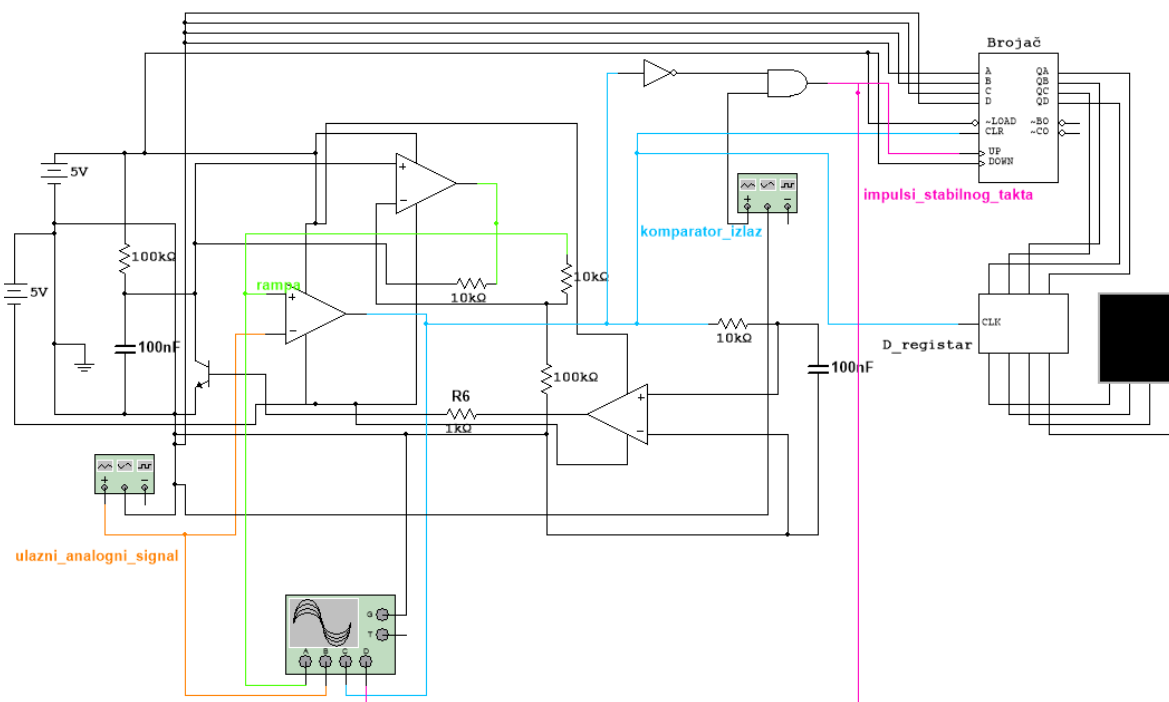 Brojač
A QA
B QB
C QC
D QD
~LOAD ~BO
CLR ~CO
UP
DOWN
5V
+
−
+ −
impulsi_stabilnog_takta
komparator_izlaz
100kΩ
10kΩ
rampa
+
−
10kΩ
5V
CLK
D_registar
10kΩ
100nF
100nF
100kΩ
R6
1kΩ
+
−
+ −
ulazni_analogni_signal
G
T
A B C D